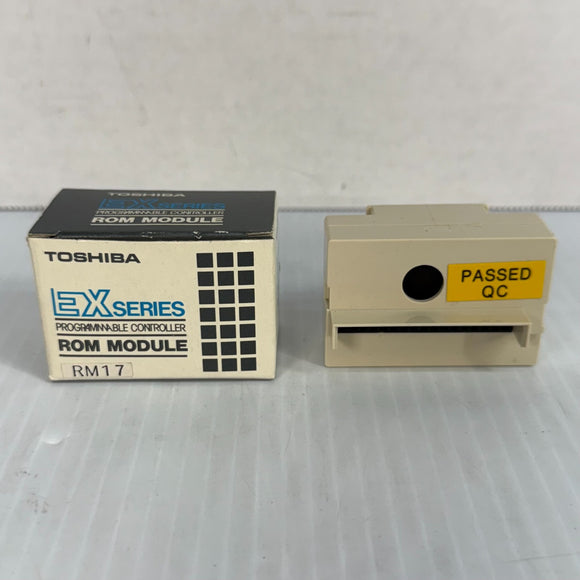 TOSHIBA
EX SERIES
PROGRAMMABLE CONTROLLER
ROM MODULE
TOSHIBA
EX SERIES
PROGRAMMABLE CONTROLLER
ROM MODULE
RM17
PASSED
QC